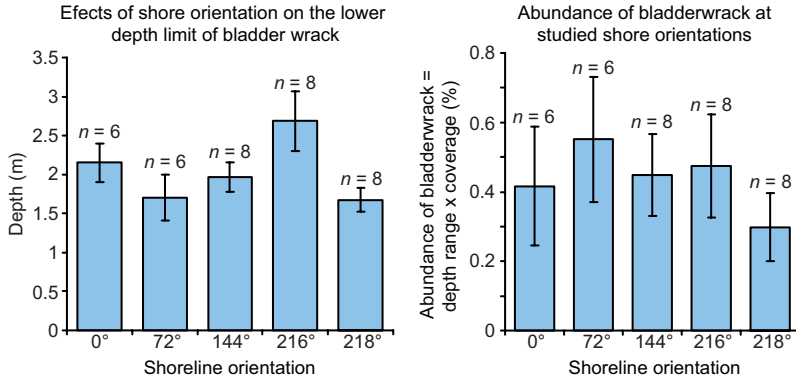 Efects of shore orientation on the lower
depth limit of bladder wrack
3.5
3
2.5
2
1.5
1
0.5
0
Depth (m)
n = 6
n = 6
n = 8
n = 8
n = 8
0°
72°
144°
216°
218°
Shoreline orientation
Abundance of bladderwrack at
studied shore orientations
0.8
0.6
0.4
0.2
0
Abundance of bladderwrack =
depth range x coverage (%)
n = 6
n = 6
n = 8
n = 8
n = 8
0°
72°
144°
216°
218°
Shoreline orientation